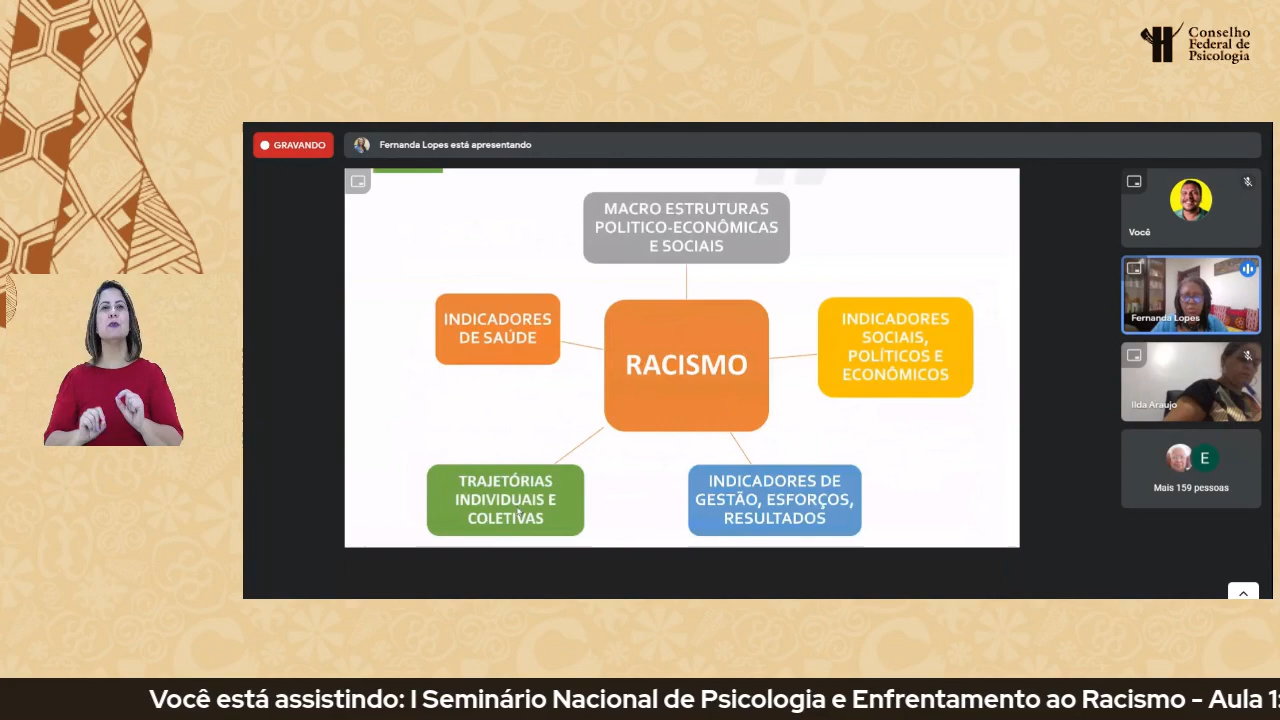 Conselho
Federal de
Psicologia
GRAVANDO
Fernanda Lopes está apresentando
MACRO ESTRUTURAS
POLITICO-ECONÔMICAS
E SOCIAIS
INDICADORES
DE SAÚDE
RACISMO
INDICADORES
SOCIAIS,
POLÍTICOS E
ECONÔMICOS
TRAJETÓRIAS
INDIVIDUAIS E
COLETIVAS
INDICADORES DE
GESTÃO, ESFORÇOS,
RESULTADOS
Você
Fernanda Lopes
Ilda Araujo
E
Mais 159 pessoas
Você está assistindo: I Seminário Nacional de Psicologia e Enfrentamento ao Racismo - Aula 1: